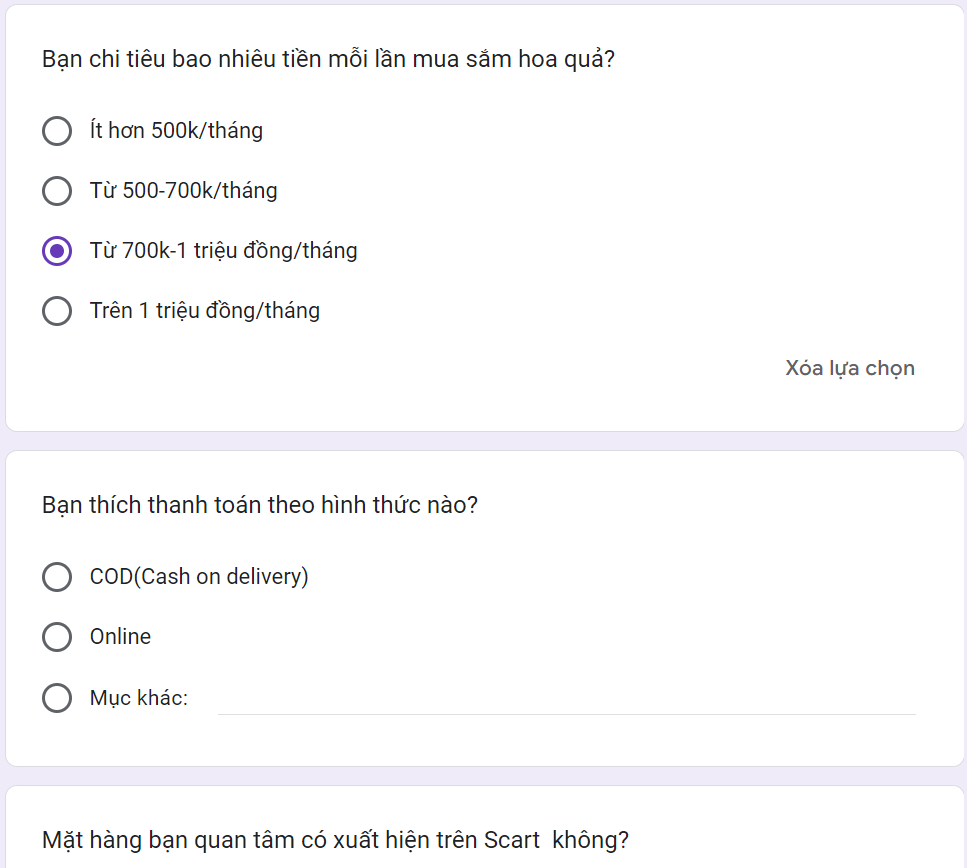 Bạn chi tiêu bao nhiêu tiền mỗi lần mua sắm hoa quả?
Ít hơn 500k/tháng
Từ 500-700k/tháng
Từ 700k-1 triệu đồng/tháng
Trên 1 triệu đồng/tháng
Xóa lựa chọn
Bạn thích thanh toán theo hình thức nào?
COD(Cash on delivery)
Online
Mục khác:
Mặt hàng bạn quan tâm có xuất hiện trên Scart  không?